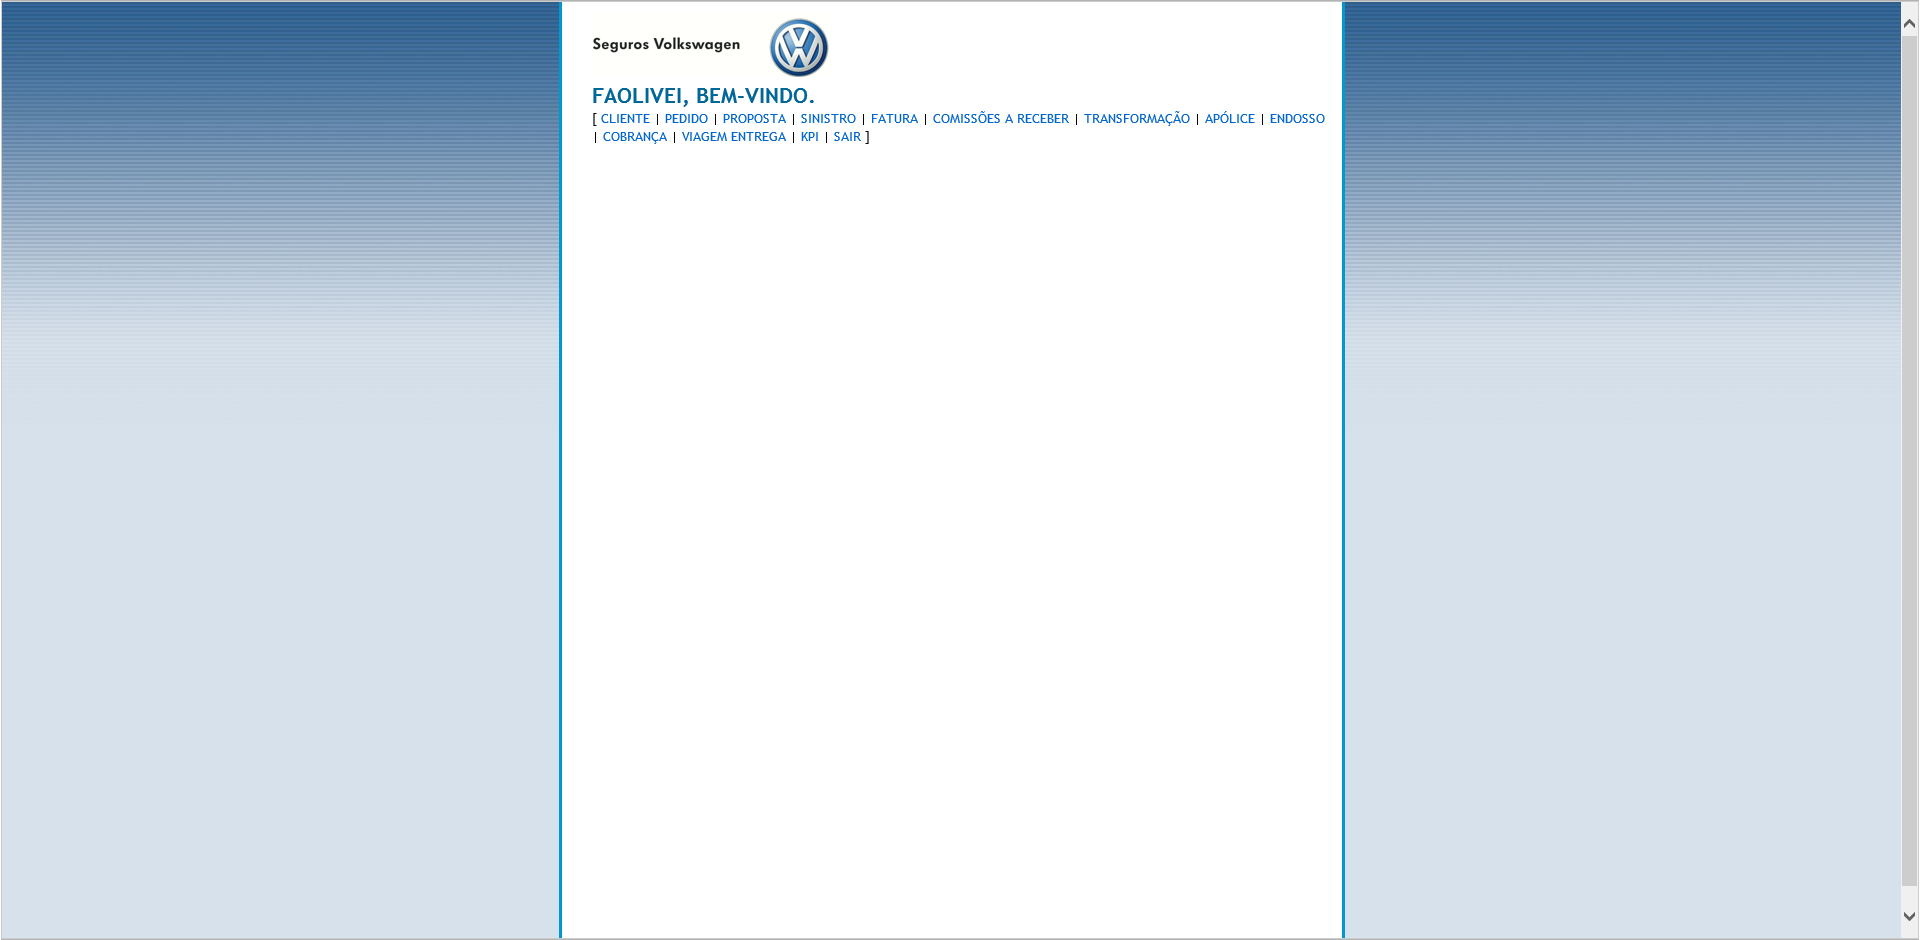 Seguros Volkswagen
FAOLIVEI, BEM-VINDO.
[ CLIENTE | PEDIDO | PROPOSTA | SINISTRO | FATURA | COMISSÕES A RECEBER | TRANSFORMAÇÃO | APÓLICE | ENDOSSO
| COBRANÇA | VIAGEM ENTREGA | KPI | SAIR ]